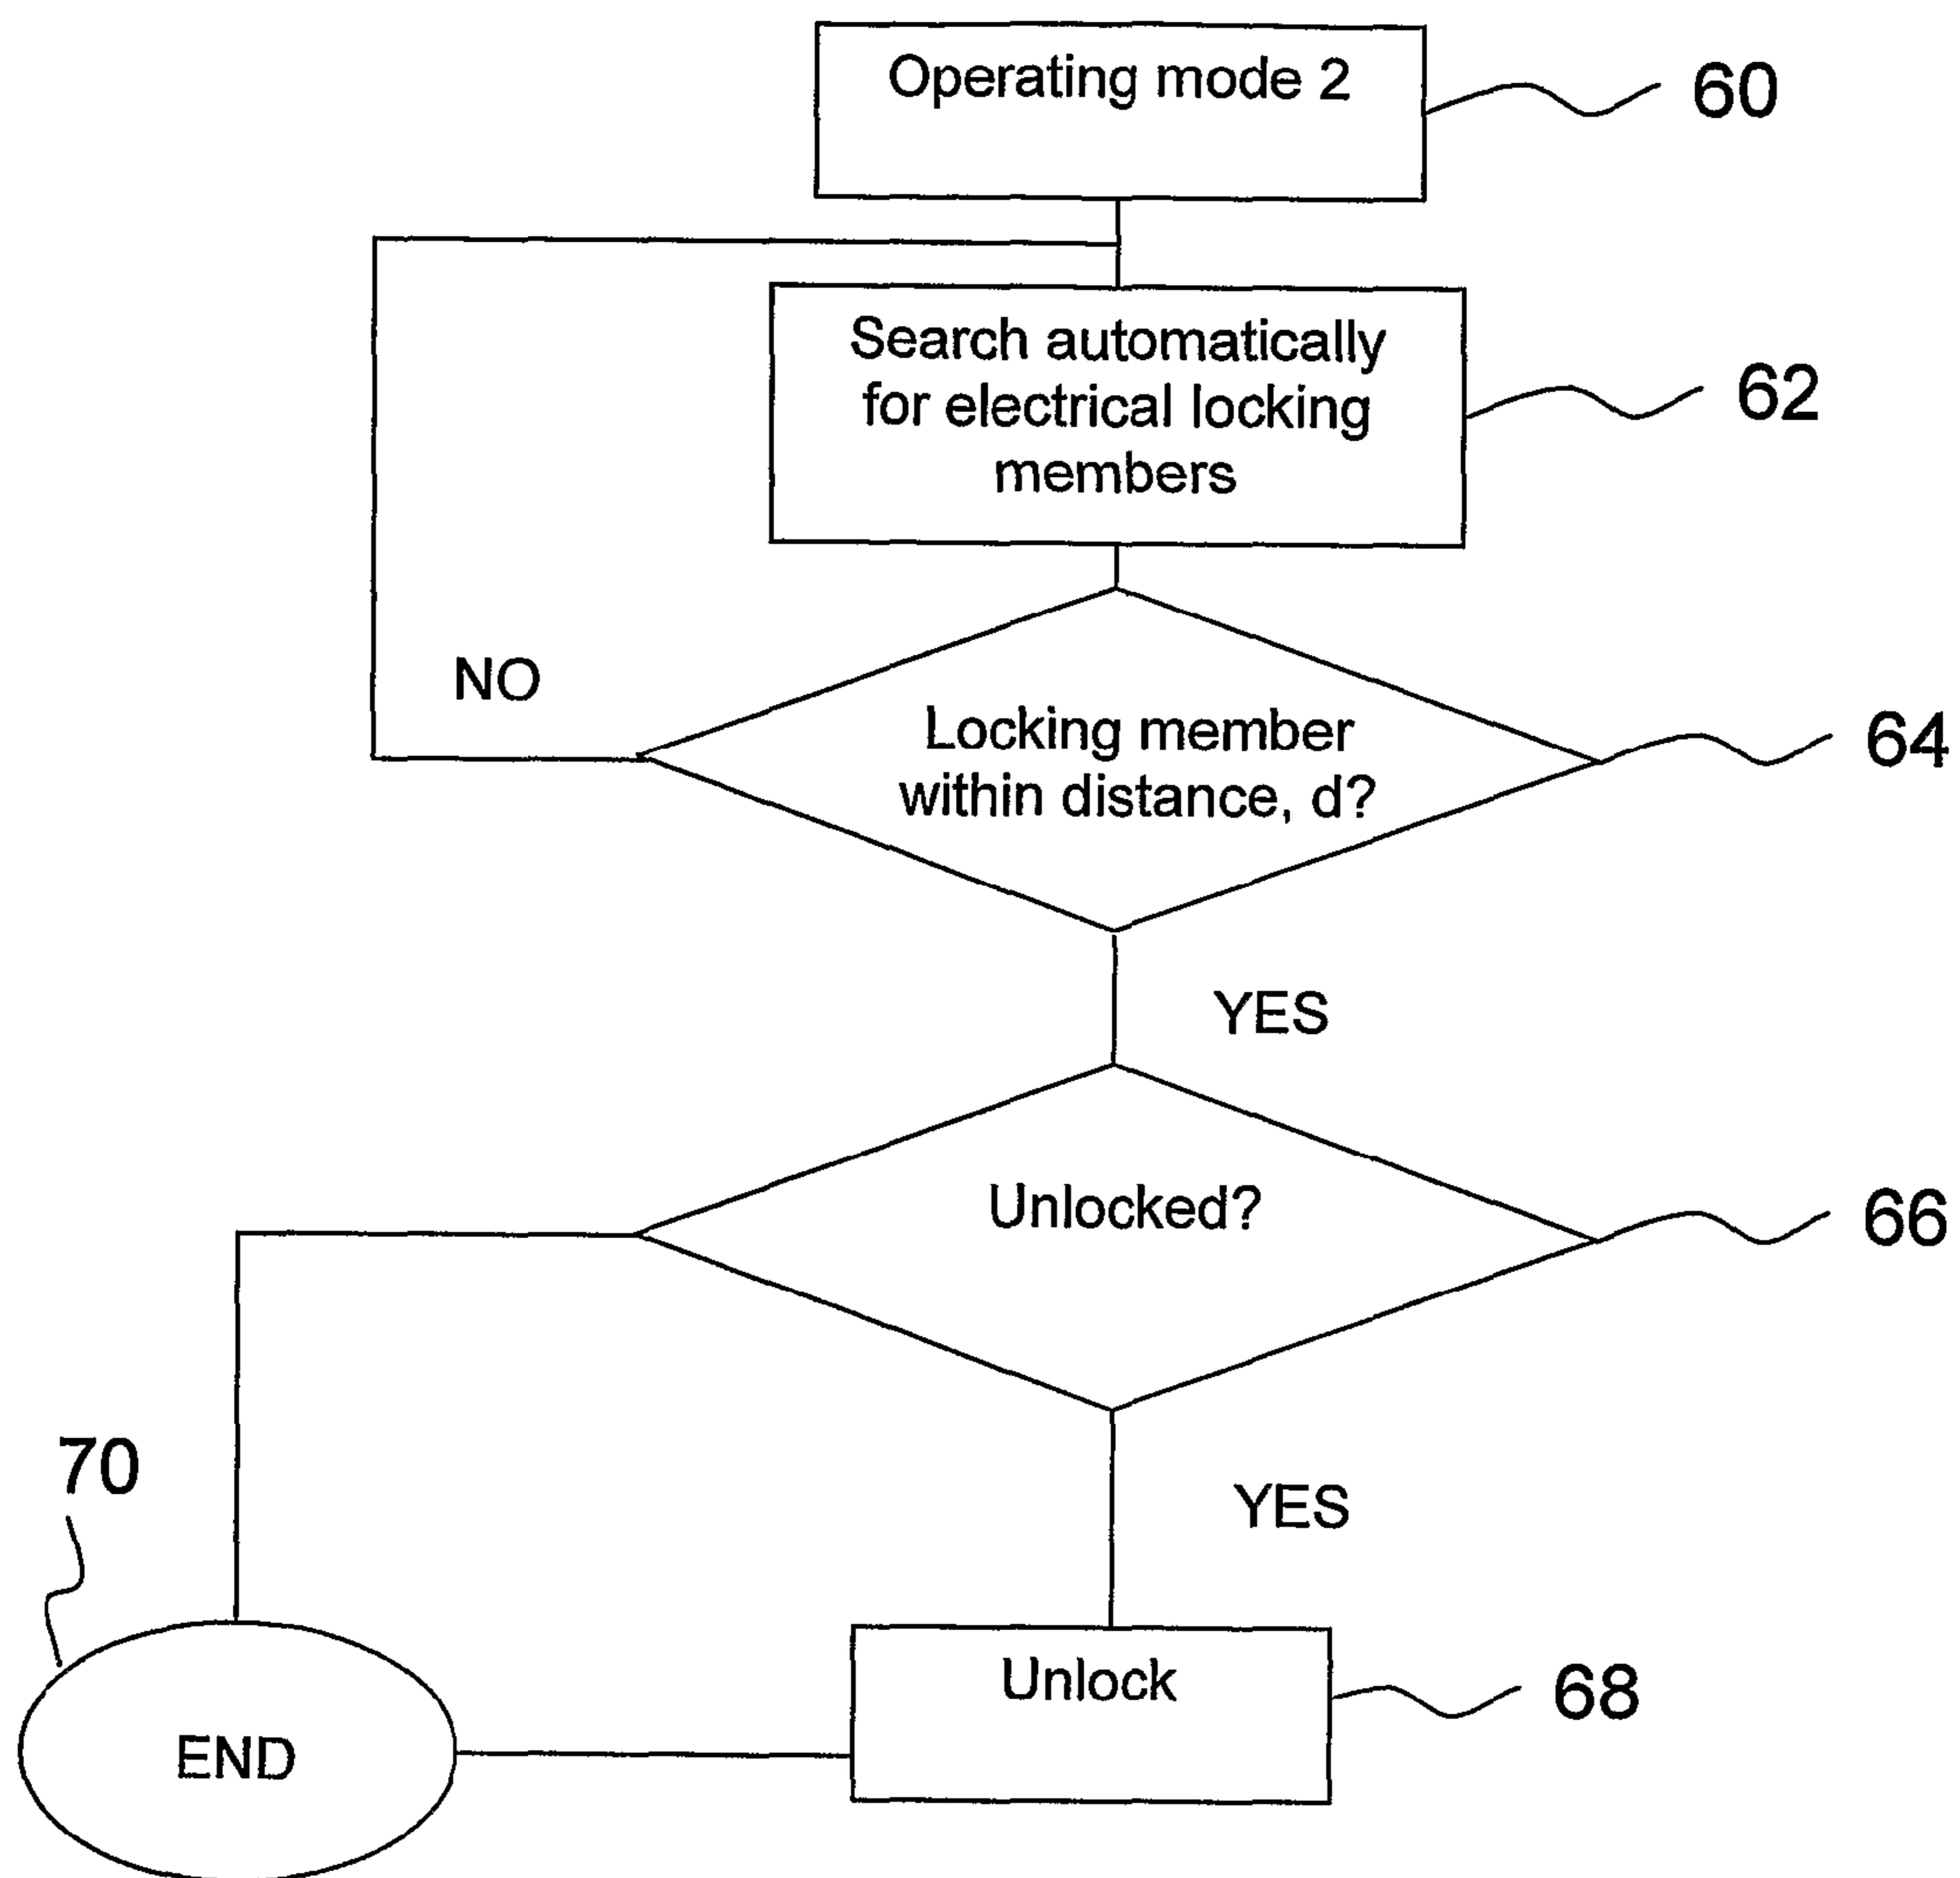 Operating mode 2
60
Search automatically
for electrical locking
members
62
NO
Locking member
within distance, d?
64
YES
Unlocked?
66
70
YES
Unlock
68
END